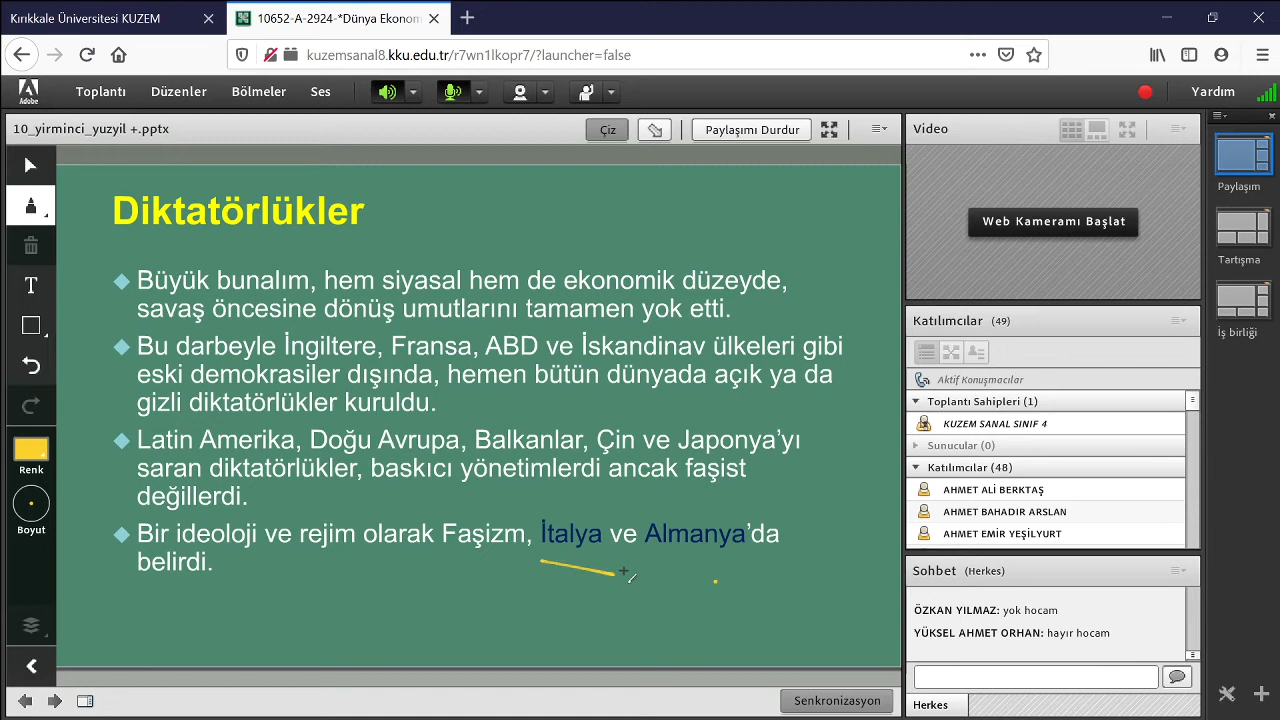 Kırıkkale Üniversitesi KUZEM
10652-A-2924-*Dünya Ekonom
kuzemsanal8.kku.edu.tr/r7wn1lkopr7/?launcher=false
Adobe
Toplantı
Düzenler
Bölmeler
Ses
Yardım
10_yirminci_yuzyil +.pptx
Çiz
Paylaşımı Durdur
Renk
Boyut
Diktatörlükler
Büyük bunalım, hem siyasal hem de ekonomik düzeyde,
savaş öncesine dönüş umutlarını tamamen yok etti.
Bu darbeyle İngiltere, Fransa, ABD ve İskandinav ülkeleri gibi
eski demokrasiler dışında, hemen bütün dünyada açık ya da
gizli diktatörlükler kuruldu.
Latin Amerika, Doğu Avrupa, Balkanlar, Çin ve Japonya’yı
saran diktatörlükler, baskıcı yönetimlerdi ancak faşist
değillerdi.
Bir ideoloji ve rejim olarak Faşizm, İtalya ve Almanya’da
belirdi.
Senkronizasyon
Video
Web Kameramı Başlat
Katılımcılar (49)
Aktif Konuşmacılar
Toplantı Sahipleri (1)
KUZEM SANAL SINIF 4
Sunucular (0)
Katılımcılar (48)
AHMET ALİ BERKTAŞ
AHMET BAHADIR ARSLAN
AHMET EMİR YEŞİLYURT
Sohbet (Herkes)
ÖZKAN YILMAZ: yok hocam
YÜKSEL AHMET ORHAN: hayır hocam
Herkes
Paylaşım
Tartışma
İş birliği